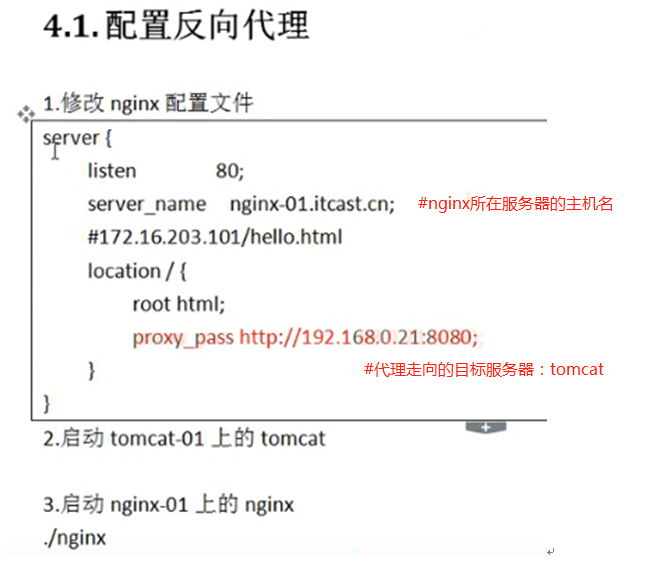 4.1.配置反向代理
1.修改 nginx 配置文件
server {
listen 80;
server_name nginx-01.itcast.cn; #nginx所在服务器的主机名
#172.16.203.101/hello.html
location / {
root html;
proxy_pass http://192.168.0.21:8080;
} #代理走向的目标服务器：tomcat
}
2.启动 tomcat-01 上的 tomcat
3.启动 nginx-01 上的 nginx
./nginx